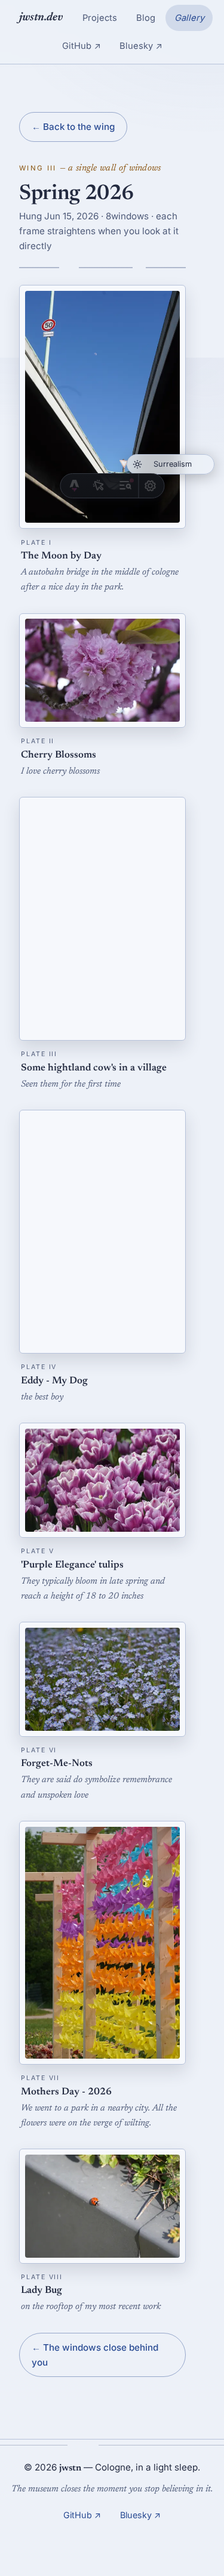 jwstn.dev Projects Blog Gallery
GitHub ↗ Bluesky ↗
← Back to the wing
WING III — a single wall of windows
Spring 2026
Hung Jun 15, 2026 · 8windows · each
frame straightens when you look at it
directly
50
Surrealism
PLATE I
The Moon by Day
A autobahn bridge in the middle of cologne
after a nice day in the park.
PLATE II
Cherry Blossoms
I love cherry blossoms
PLATE III
Some hightland cow's in a village
Seen them for the first time
PLATE IV
Eddy - My Dog
the best boy
PLATE V
'Purple Elegance' tulips
They typically bloom in late spring and
reach a height of 18 to 20 inches
PLATE VI
Forget-Me-Nots
They are said do symbolize remembrance
and unspoken love
PLATE VII
Mothers Day - 2026
We went to a park in a nearby city. All the
flowers were on the verge of wilting.
PLATE VIII
Lady Bug
on the rooftop of my most recent work
← The windows close behind
you
© 2026 jwstn — Cologne, in a light sleep.
The museum closes the moment you stop believing in it.
GitHub ↗ Bluesky ↗